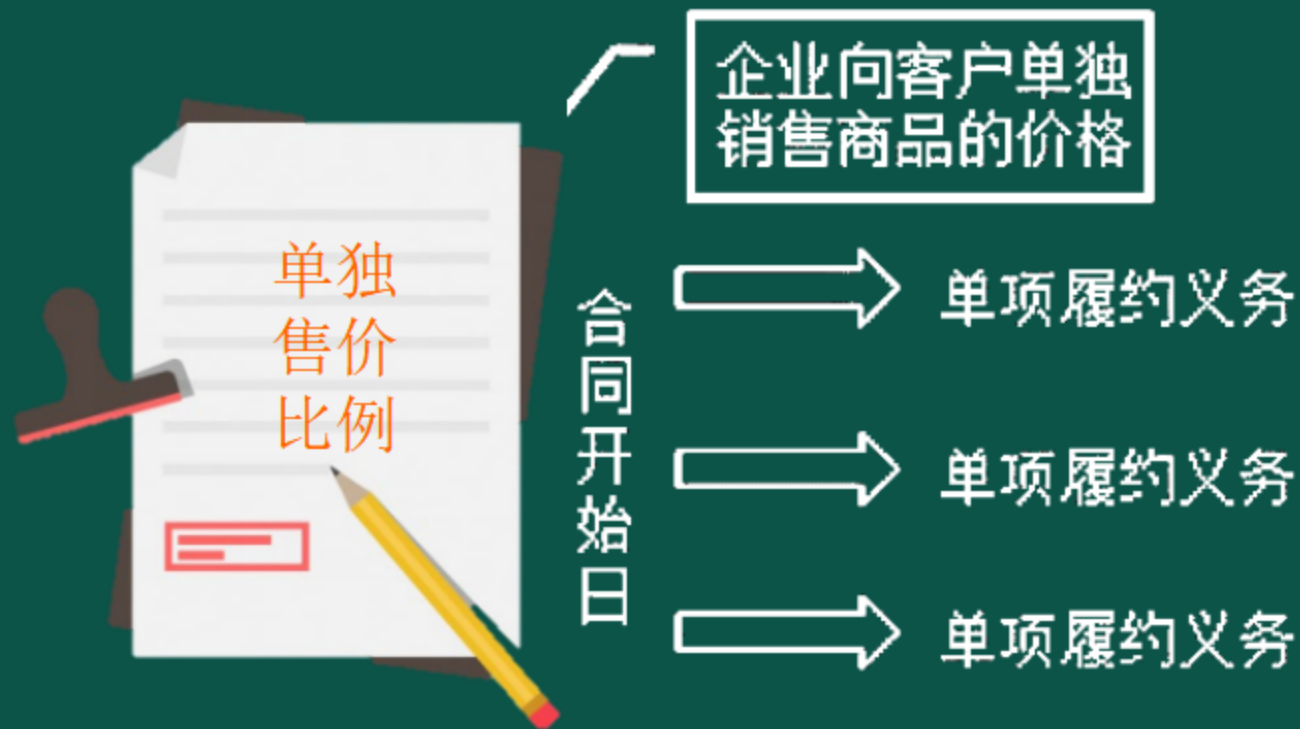 企业向客户单独
销售商品的价格
单独
售价
比例
合同开始日
单项履约义务
单项履约义务
单项履约义务